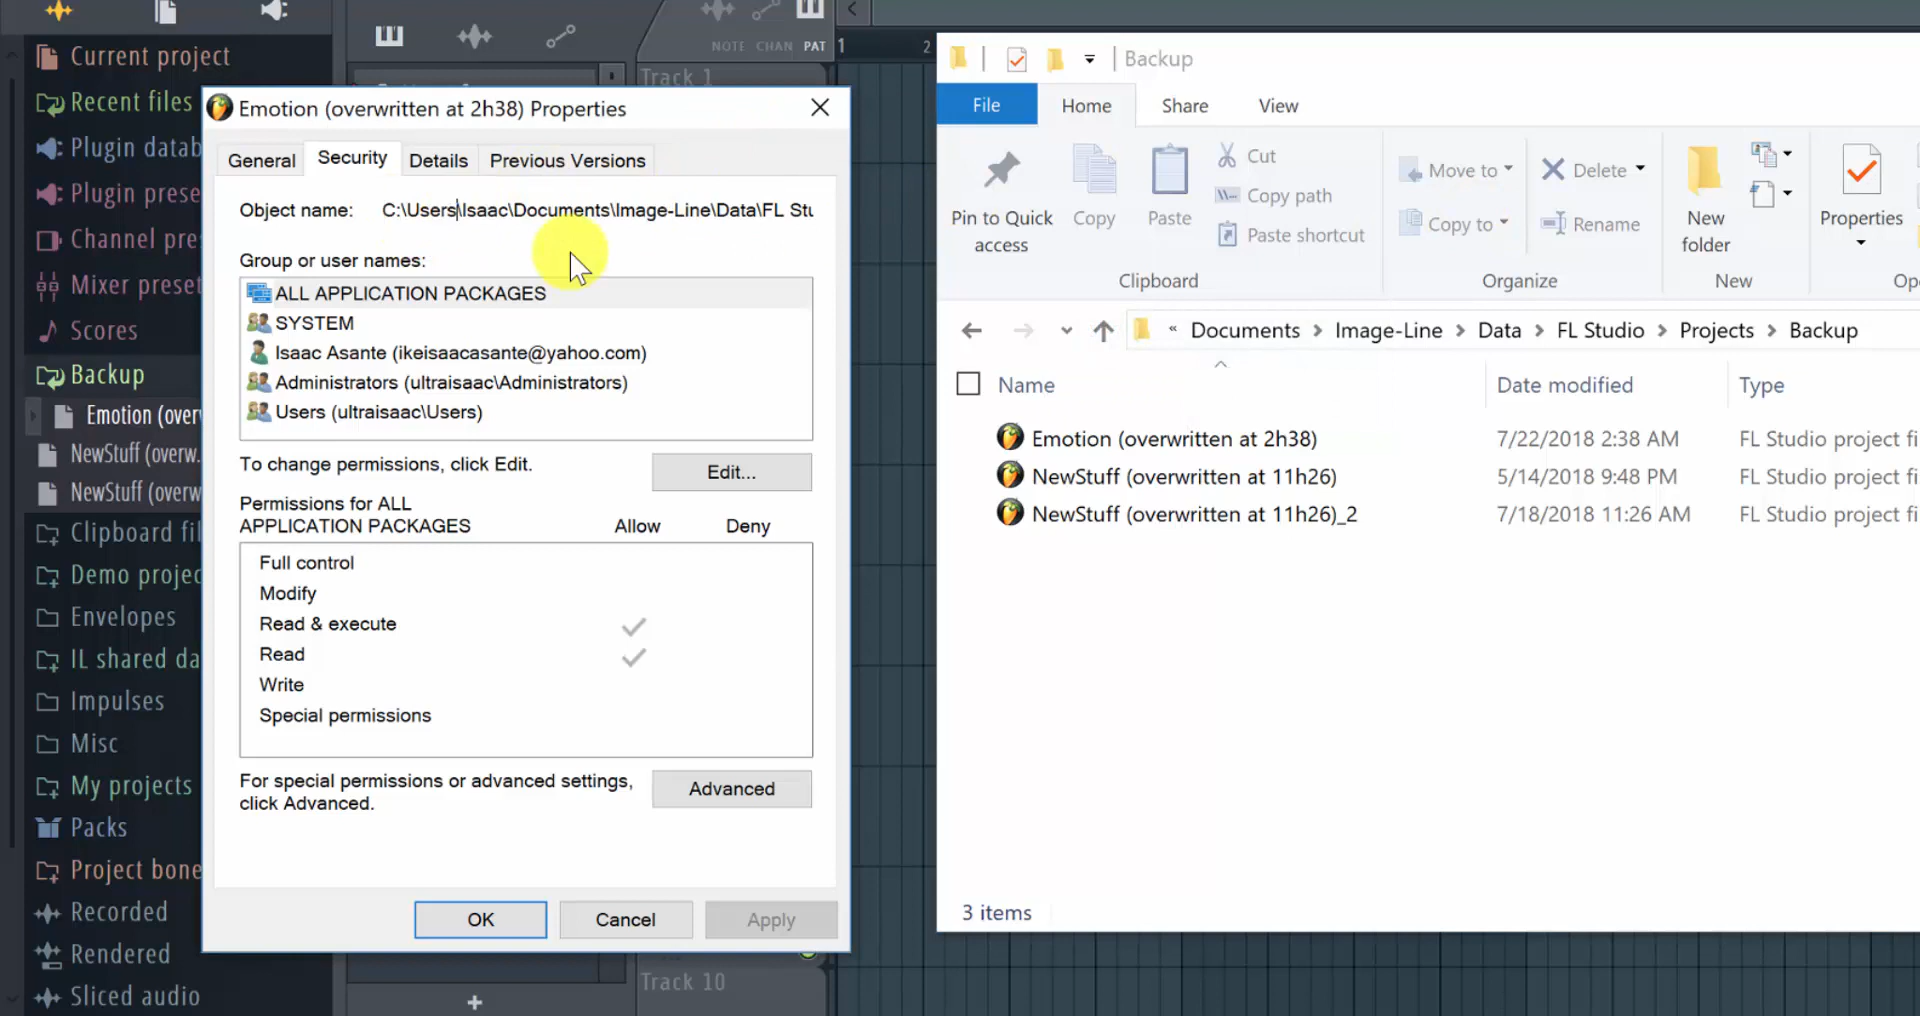 Current project
Recent files
Plugin datab
Plugin prese
Channel pre
Mixer preset
Scores
Backup
Emotion (over
NewStuff (overw.
NewStuff (overw
Clipboard fil
Demo projec
Envelopes
IL shared da
Impulses
Misc
My projects
Packs
Project bone
Recorded
Rendered
Sliced audio
NOTE CHAN PAT
1
2
Track 1
Track 10
Emotion (overwritten at 2h38) Properties
General Security Details Previous Versions
Object name: C:\Users\Isaac\Documents\Image-Line\Data\FL Stu
Group or user names:
ALL APPLICATION PACKAGES
SYSTEM
Isaac Asante (ikeisaacasante@yahoo.com)
Administrators (ultraisaac\Administrators)
Users (ultraisaac\Users)
To change permissions, click Edit.
Edit...
Permissions for ALL
APPLICATION PACKAGES Allow Deny
Full control
Modify
Read & execute
Read
Write
Special permissions
For special permissions or advanced settings,
click Advanced.
Advanced
OK Cancel Apply
Backup
File Home Share View
Pin to Quick
access
Copy
Paste
Cut
Copy path
Paste shortcut
Clipboard
Move to
Copy to
Delete
Rename
Organize
New
folder
New
Properties
Op
« Documents > Image-Line > Data > FL Studio > Projects > Backup
Name Date modified Type
Emotion (overwritten at 2h38) 7/22/2018 2:38 AM FL Studio project fi
NewStuff (overwritten at 11h26) 5/14/2018 9:48 PM FL Studio project fi
NewStuff (overwritten at 11h26)_2 7/18/2018 11:26 AM FL Studio project fi
3 items